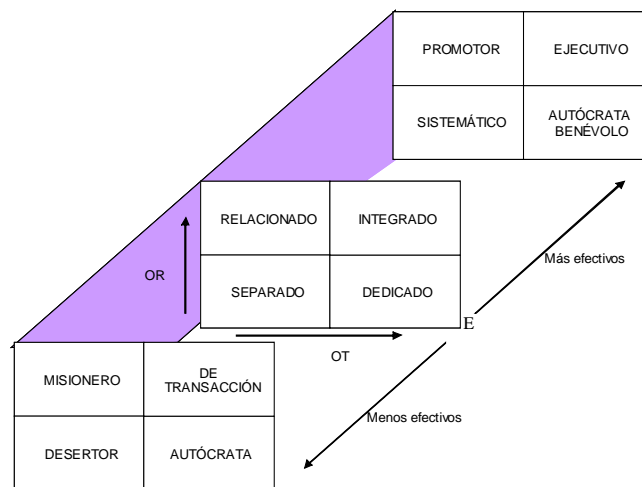 PROMOTOR
EJECUTIVO
SISTEMÁTICO
AUTÓCRATA
BENÉVOLO
RELACIONADO
INTEGRADO
Más efectivos
OR
SEPARADO
DEDICADO
E
OT
MISIONERO
DE
TRANSACCIÓN
Menos efectivos
DESERTOR
AUTÓCRATA